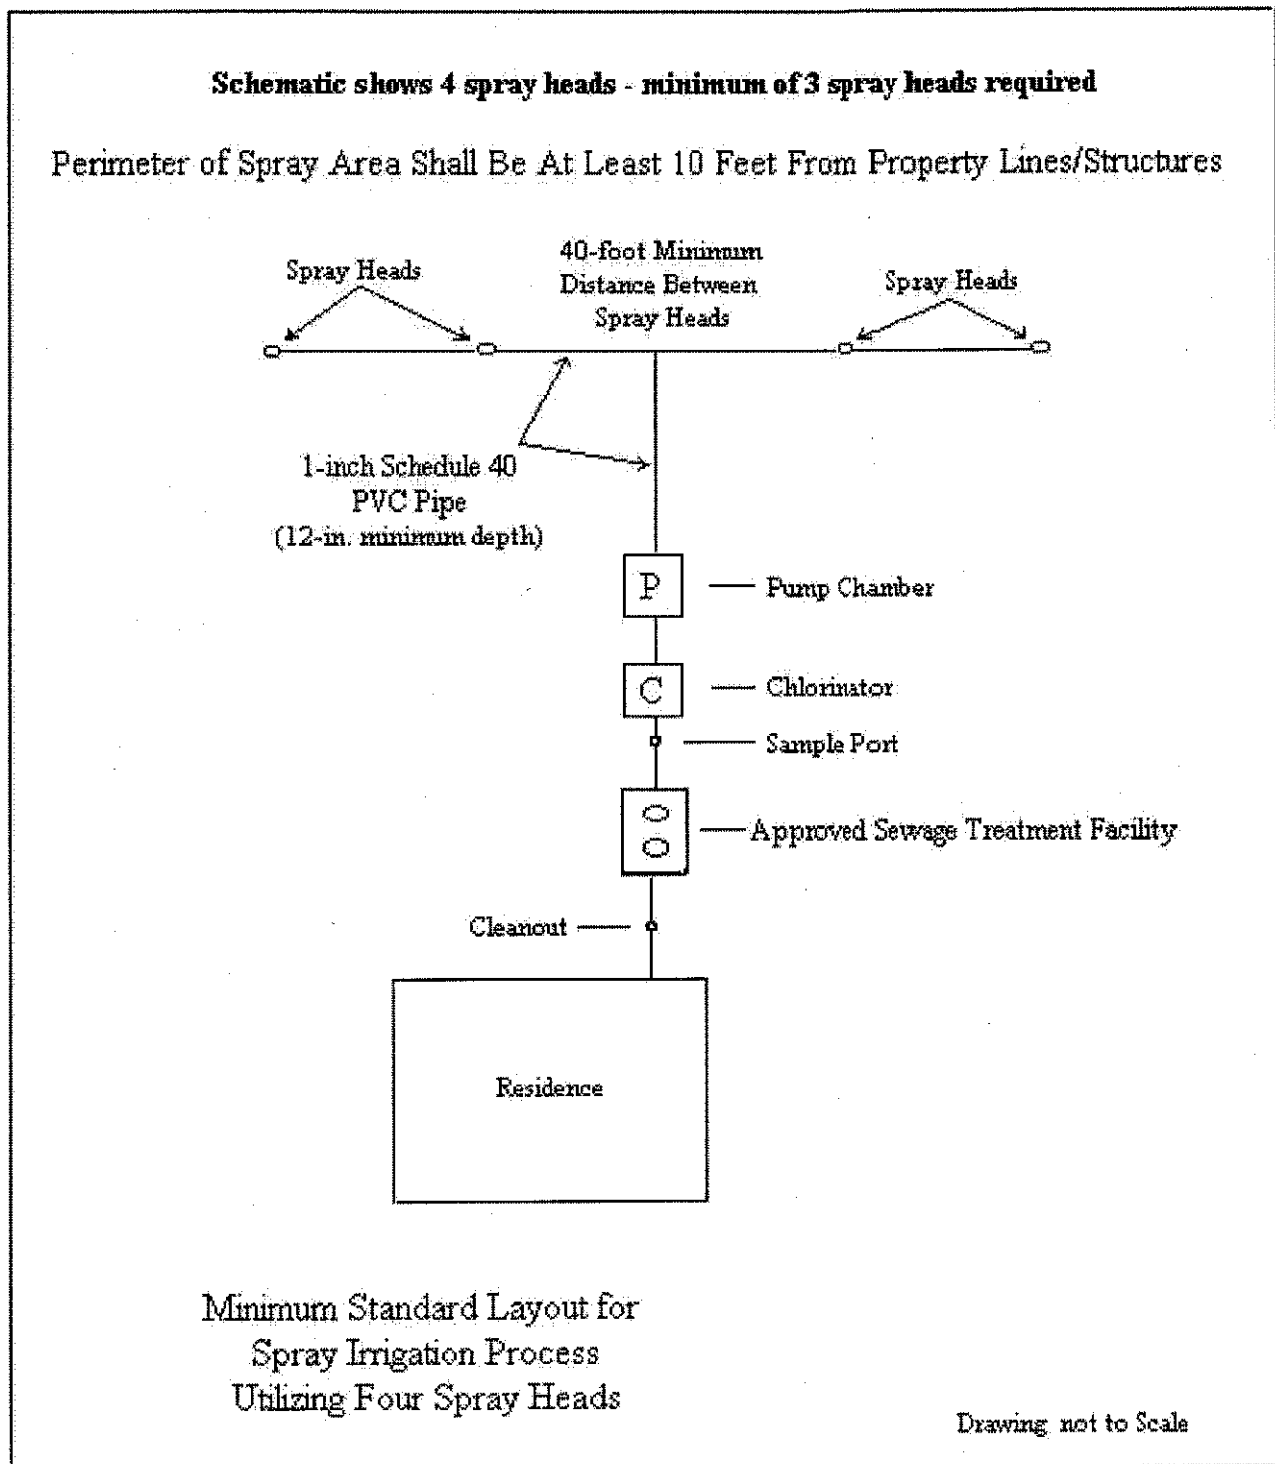 Schematic shows 4 spray heads - minimum of 3 spray heads required
Perimeter of Spray Area Shall Be At Least 10 Feet From Property Lines/Structures
40-foot Minimum
Distance Between
Spray Heads
Spray Heads
Spray Heads
1-inch Schedule 40
PVC Pipe
(12-in. minimum depth)
P
Pump Chamber
C
Chlorinator
Sample Port
Approved Sewage Treatment Facility
Cleanout
Residence
Minimum Standard Layout for
Spray Irrigation Process
Utilizing Four Spray Heads
Drawing not to Scale